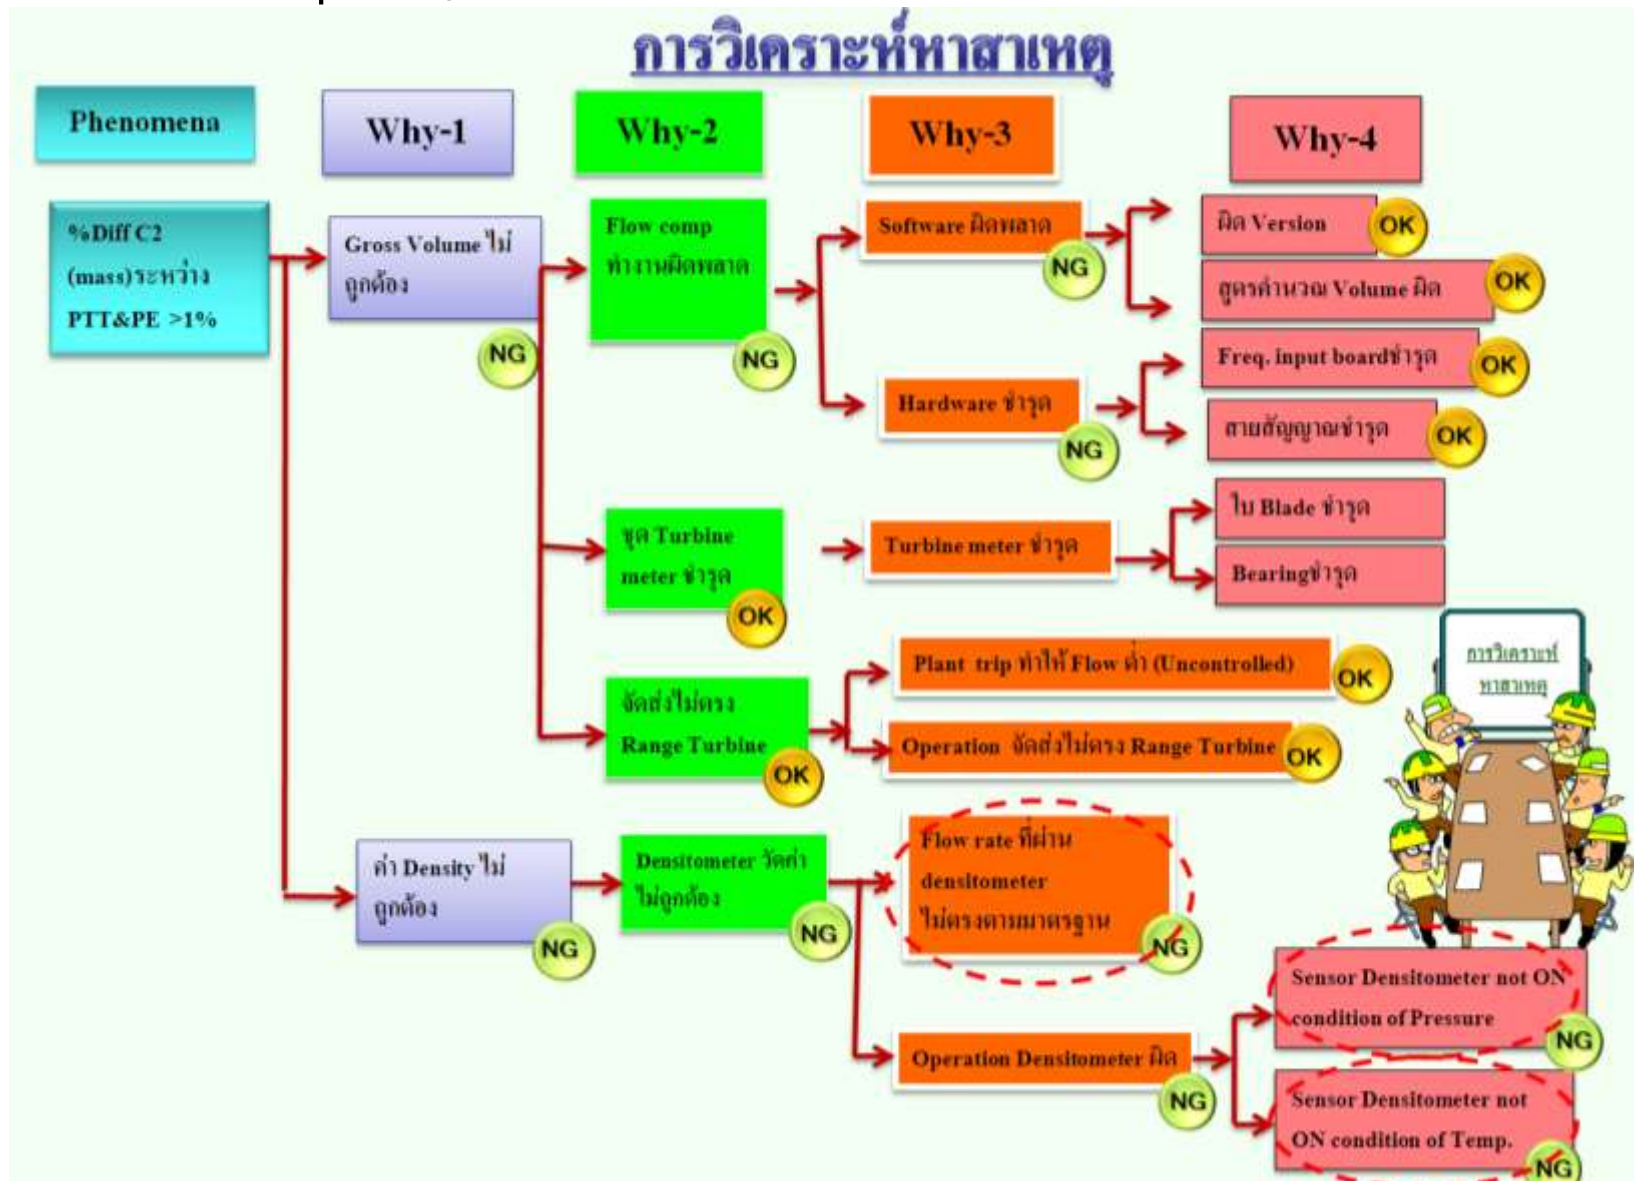 การวิเคราะห์หาสาเหตุ
Phenomena
Why-1
Why-2
Why-3
Why-4
%Diff C2
(mass)ระหว่าง
PTT&PE >1%
Gross Volume ไม่
ถูกต้อง
NG
Flow comp
ทำงานผิดพลาด
NG
Software ผิดพลาด
NG
ผิด Version
OK
สูตรคำนวณ Volume ผิด
OK
Hardware ชำรุด
NG
Freq. input boardชำรุด
OK
สายสัญญาณชำรุด
OK
ชุด Turbine
meter ชำรุด
OK
Turbine meter ชำรุด
ใบ Blade ชำรุด
Bearingชำรุด
จัดส่งไม่ตรง
Range Turbine
OK
Plant trip ทำให้ Flow ต่ำ (Uncontrolled)
OK
Operation จัดส่งไม่ตรง Range Turbine
OK
การวิเคราะห์
หาสาเหตุ
ค่า Density ไม่
ถูกต้อง
NG
Densitometer วัดค่า
ไม่ถูกต้อง
NG
Flow rate ที่ผ่าน
densitometer
ไม่ตรงตามมาตรฐาน
NG
Operation Densitometer ผิด
NG
Sensor Densitometer not ON
condition of Pressure
NG
Sensor Densitometer not
ON condition of Temp.
NG